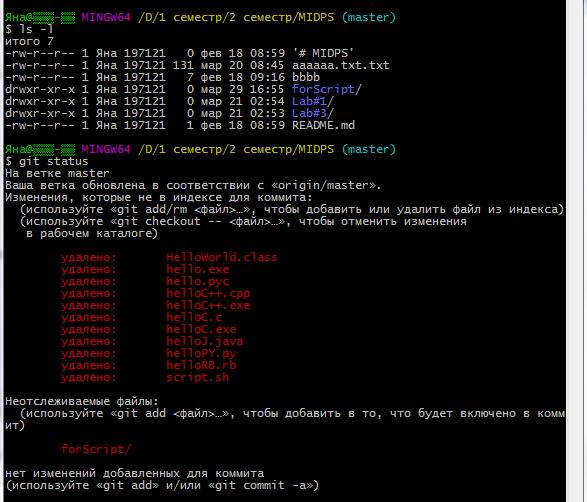 Яна@▒▒▒-▒▒ MINGW64 /D/1 семестр/2 семестр/MIDPS (master)
$ ls -l
итого 7
-rw-r--r-- 1 Яна 197121   0 фев 18 08:59 '# MIDPS'
-rw-r--r-- 1 Яна 197121 131 мар 20 08:45 aaaaaa.txt.txt
-rw-r--r-- 1 Яна 197121   7 фев 18 09:16 bbbb
drwxr-xr-x 1 Яна 197121   0 мар 29 16:55 forScript/
drwxr-xr-x 1 Яна 197121   0 мар 21 02:54 Lab#1/
drwxr-xr-x 1 Яна 197121   0 мар 21 02:53 Lab#3/
-rw-r--r-- 1 Яна 197121   1 фев 18 08:59 README.md
Яна@▒▒▒-▒▒ MINGW64 /D/1 семестр/2 семестр/MIDPS (master)
$ git status
На ветке master
Ваша ветка обновлена в соответствии с «origin/master».
Изменения, которые не в индексе для коммита:
  (используйте «git add/rm <файл>…», чтобы добавить или удалить файл из индекса)
  (используйте «git checkout -- <файл>…», чтобы отменить изменения
   в рабочем каталоге)
удалено:       HelloWorld.class
удалено:       hello.exe
удалено:       hello.pyc
удалено:       helloC++.cpp
удалено:       helloC++.exe
удалено:       helloC.c
удалено:       helloC.exe
удалено:       helloJ.java
удалено:       helloPY.py
удалено:       helloRB.rb
удалено:       script.sh
Неотслеживаемые файлы:
  (используйте «git add <файл>…», чтобы добавить в то, что будет включено в комм
ит)
forScript/
нет изменений добавленных для коммита
(используйте «git add» и/или «git commit -a»)